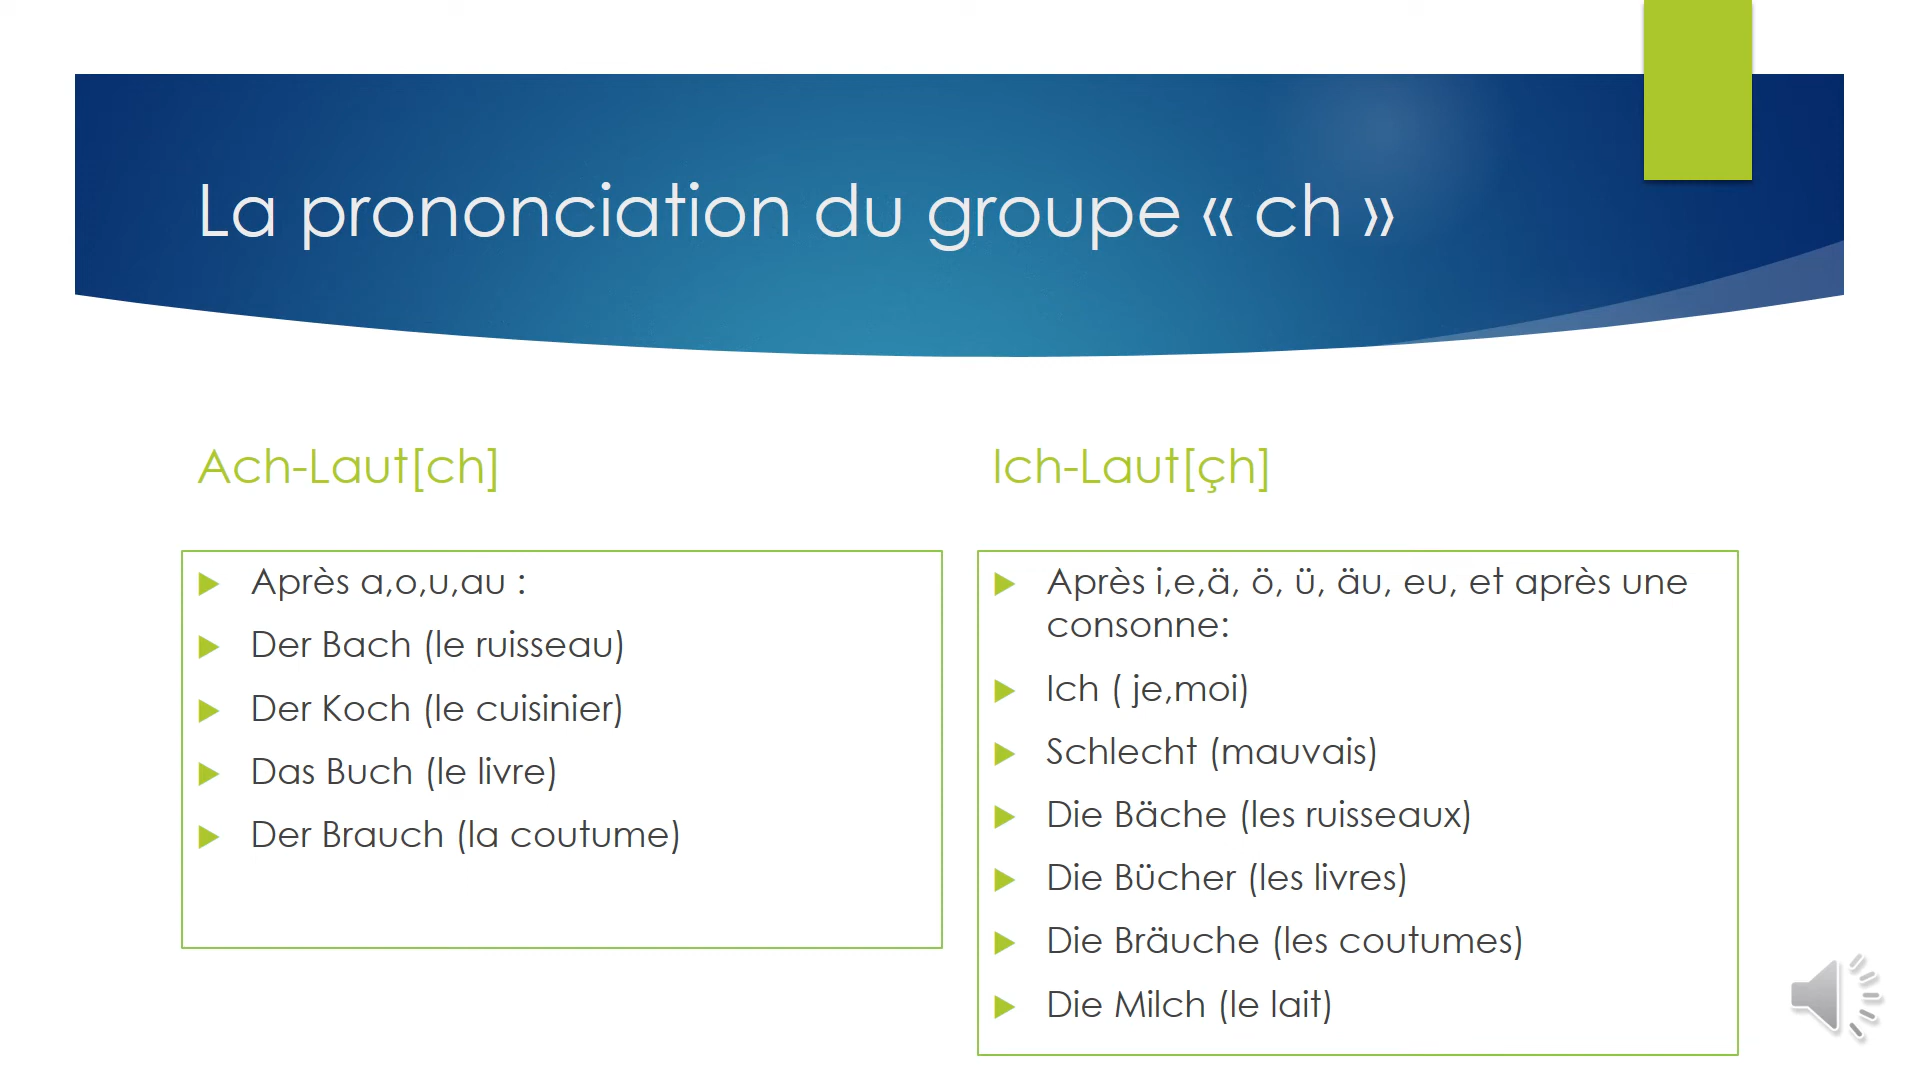 La prononciation du groupe « ch »
Ach-Laut[ch]
Après a,o,u,au :
Der Bach (le ruisseau)
Der Koch (le cuisinier)
Das Buch (le livre)
Der Brauch (la coutume)
Ich-Laut[çh]
Après i,e,ä, ö, ü, äu, eu, et après une
consonne:
Ich ( je,moi)
Schlecht (mauvais)
Die Bäche (les ruisseaux)
Die Bücher (les livres)
Die Bräuche (les coutumes)
Die Milch (le lait)